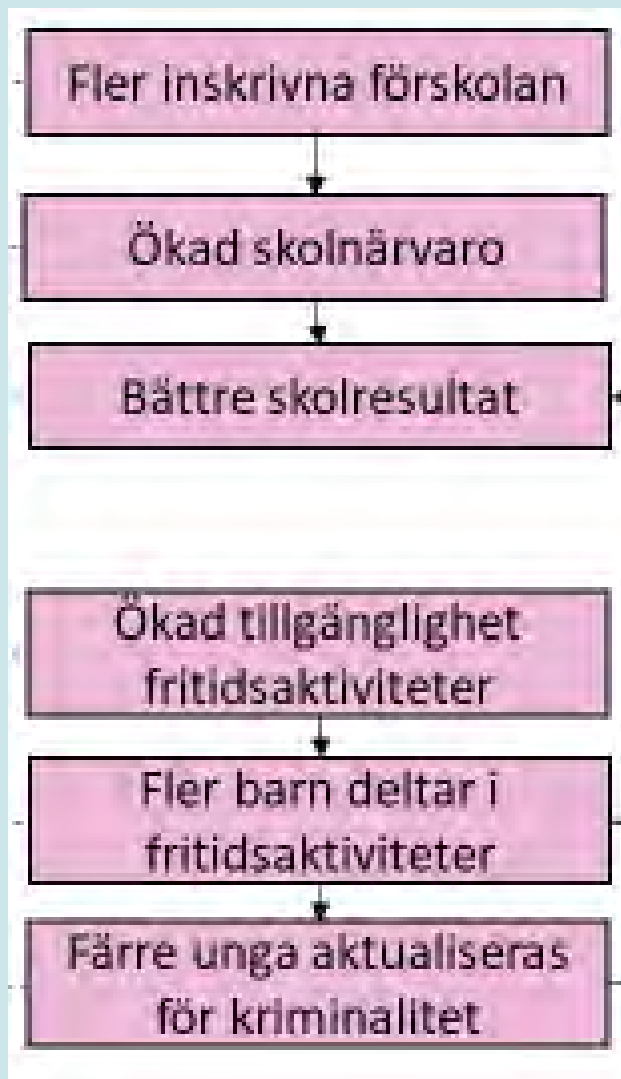 Fler inskrivna förskolan
Ökad skolnärvaro
Bättre skolresultat
Ökad tillgänglighet
fritidsaktiviteter
Fler barn deltar i
fritidsaktiviteter
Färre unga aktualiseras
för kriminalitet